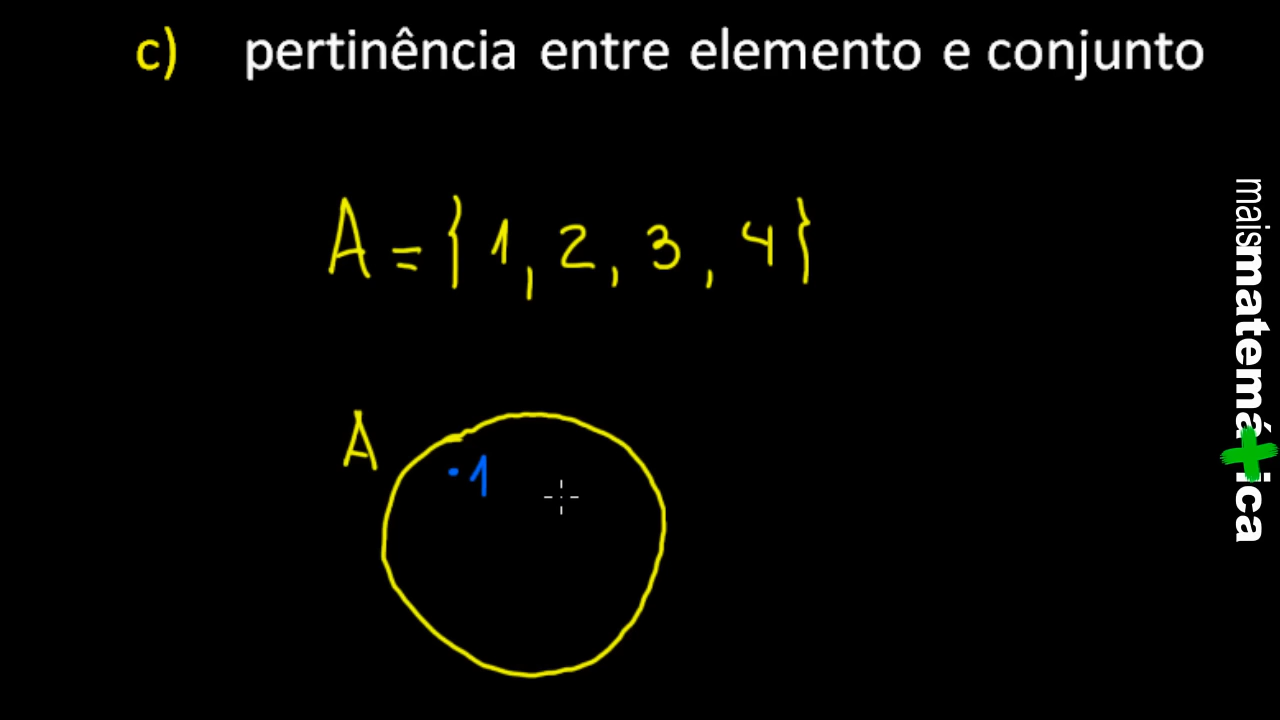 c) pertinência entre elemento e conjunto
A = { 1, 2, 3, 4 }
A
· 1
maismatemática